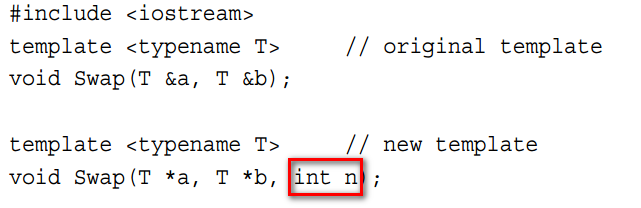 #include <iostream>
template <typename T>     // original template
void Swap(T &a, T &b);
template <typename T>     // new template
void Swap(T *a, T *b, int n);